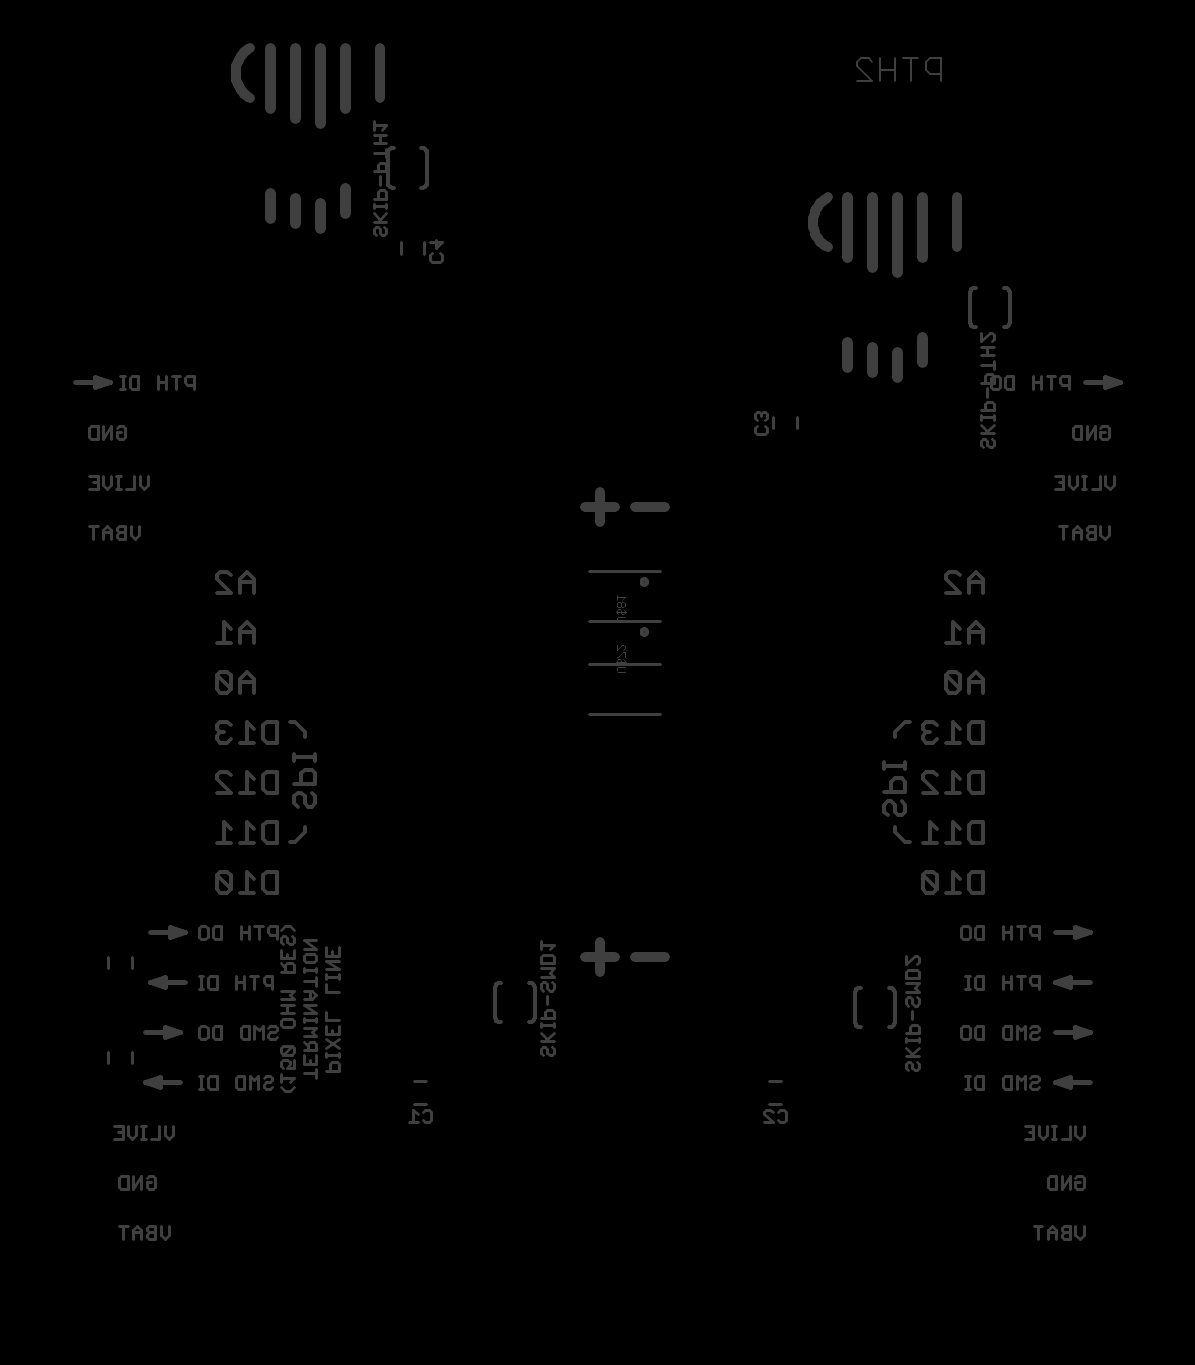 PTH2
SKIP-PTH1
C4
SKIP-PTH2
PTH DI
PTH DO
GND
GND
C3
VLIVE
VLIVE
VBAT
VBAT
A2
A2
A1
A1
A0
A0
D13
D13
SPI
SPI
D12
D12
D11
D11
D10
D10
PTH DO
PTH DO
PTH DI
PTH DI
SMD DO
SMD DO
SMD DI
SMD DI
PIXEL LINE
TERMINATION
(150 OHM RES)
SKIP-SMD1
SKIP-SMD2
C1
C2
VLIVE
VLIVE
GND
GND
VBAT
VBAT